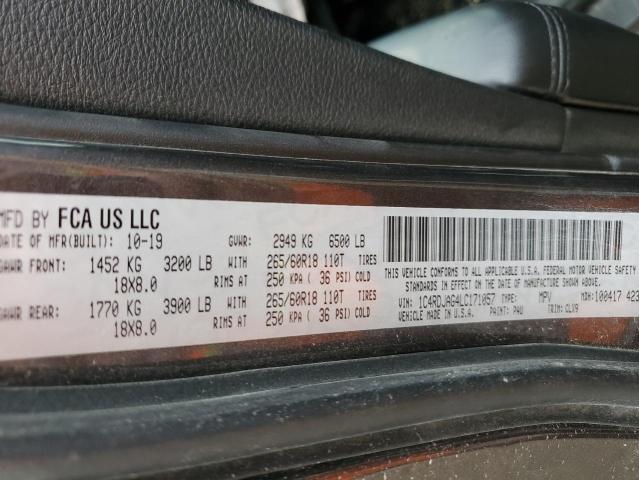 MFD BY FCA US LLC
DATE OF MFR(BUILT): 10-19 GVWR: 2949 KG 6500 LB
GAWR FRONT: 1452 KG 3200 LB WITH 265/60R18 110T TIRES
18X8.0 RIMS AT 250 KPA ( 36 PSI) COLD
GAWR REAR: 1770 KG 3900 LB WITH 265/60R18 110T TIRES
18X8.0 RIMS AT 250 KPA ( 36 PSI) COLD
THIS VEHICLE CONFORMS TO ALL APPLICABLE U.S.A. FEDERAL MOTOR VEHICLE SAFETY
STANDARDS IN EFFECT ON THE DATE OF MANUFACTURE SHOWN ABOVE.
VIN: 1C4RDJAG4LC171057 TYPE: MPV MDH: 100417 423
VEHICLE MADE IN U.S.A. PAINT: PAU TRIM: CLX9